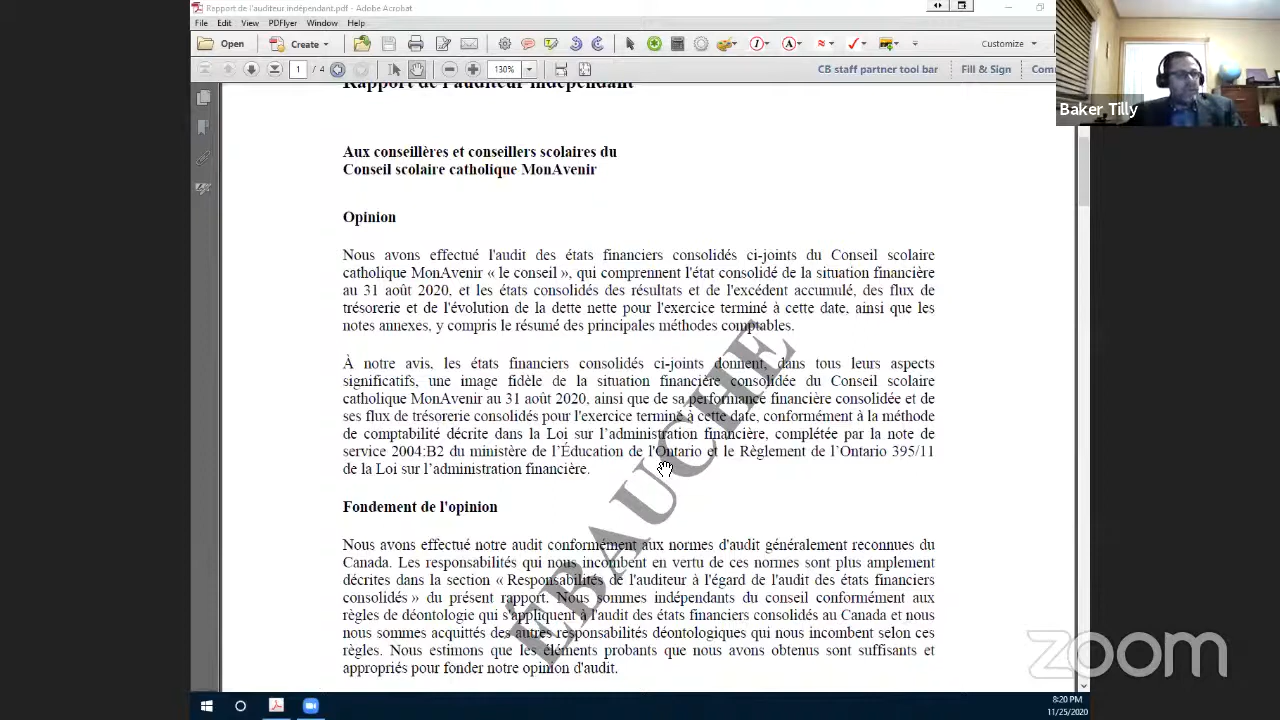 Rapport de l'auditeur indépendant.pdf - Adobe Acrobat
File Edit View PDFlyer Window Help
Open Create Customize
1 / 4 130% CB staff partner tool bar Fill & Sign
Baker Tilly
Rapport de l'auditeur indépendant
Aux conseillères et conseillers scolaires du
Conseil scolaire catholique MonAvenir
Opinion
Nous avons effectué l'audit des états financiers consolidés ci-joints du Conseil scolaire
catholique MonAvenir « le conseil », qui comprennent l'état consolidé de la situation financière
au 31 août 2020, et les états consolidés des résultats et de l'excédent accumulé, des flux de
trésorerie et de l'évolution de la dette nette pour l'exercice terminé à cette date, ainsi que les
notes annexes, y compris le résumé des principales méthodes comptables.
À notre avis, les états financiers consolidés ci-joints donnent, dans tous leurs aspects
significatifs, une image fidèle de la situation financière consolidée du Conseil scolaire
catholique MonAvenir au 31 août 2020, ainsi que de sa performance financière consolidée et de
ses flux de trésorerie consolidés pour l'exercice terminé à cette date, conformément à la méthode
de comptabilité décrite dans la Loi sur l’administration financière, complétée par la note de
service 2004:B2 du ministère de l’Éducation de l'Ontario et le Règlement de l’Ontario 395/11
de la Loi sur l’administration financière.
Fondement de l'opinion
Nous avons effectué notre audit conformément aux normes d'audit généralement reconnues du
Canada. Les responsabilités qui nous incombent en vertu de ces normes sont plus amplement
décrites dans la section « Responsabilités de l'auditeur à l'égard de l'audit des états financiers
consolidés » du présent rapport. Nous sommes indépendants du conseil conformément aux
règles de déontologie qui s'appliquent à l'audit des états financiers consolidés au Canada et nous
nous sommes acquittés des autres responsabilités déontologiques qui nous incombent selon ces
règles. Nous estimons que les éléments probants que nous avons obtenus sont suffisants et
appropriés pour fonder notre opinion d'audit.
ÉBAUCHE
zoom
8:20 PM
11/25/2020